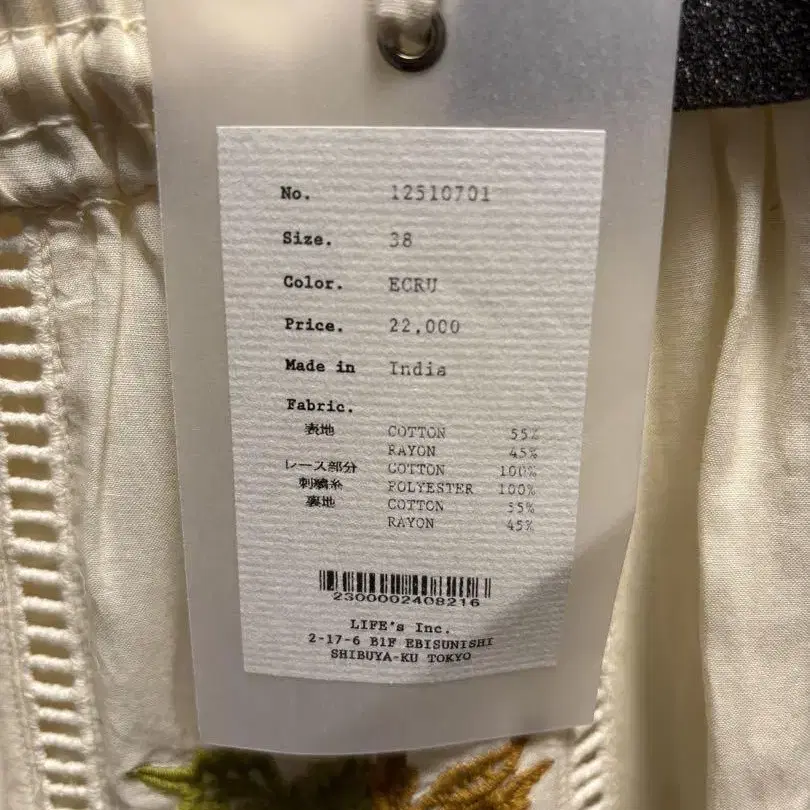 No. 12510701
Size. 38
Color. ECRU
Price. 22,000
Made in India
Fabric.
表地 COTTON 55%
RAYON 45%
レース部分 COTTON 100%
刺繍糸 POLYESTER 100%
裏地 COTTON 55%
RAYON 45%
2300002408216
LIFE's Inc.
2-17-6 B1F EBISUNISHI
SHIBUYA-KU TOKYO